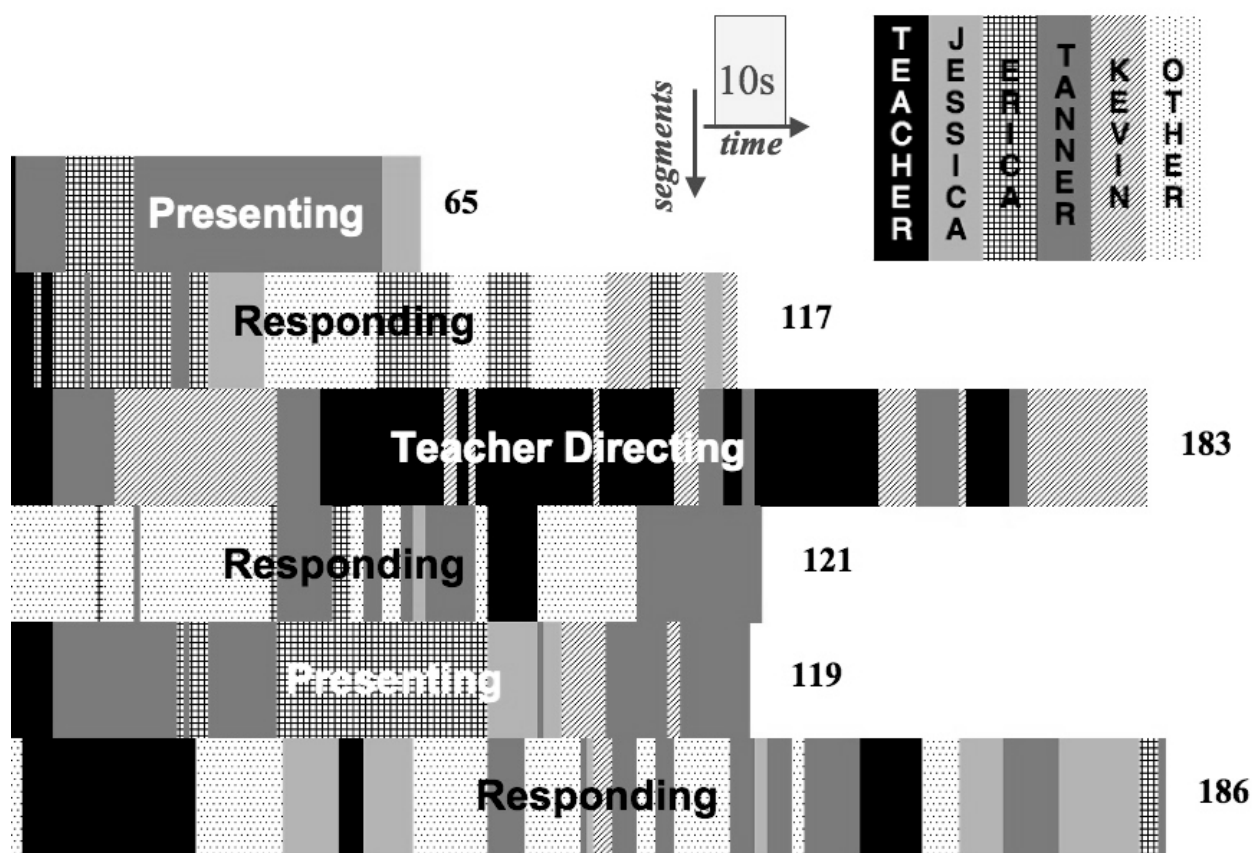 10s
segments
time
TEACHER
JESSICA
ERICA
TANNER
KEVIN
OTHER
Presenting 65
Responding 117
Teacher Directing 183
Responding 121
Presenting 119
Responding 186